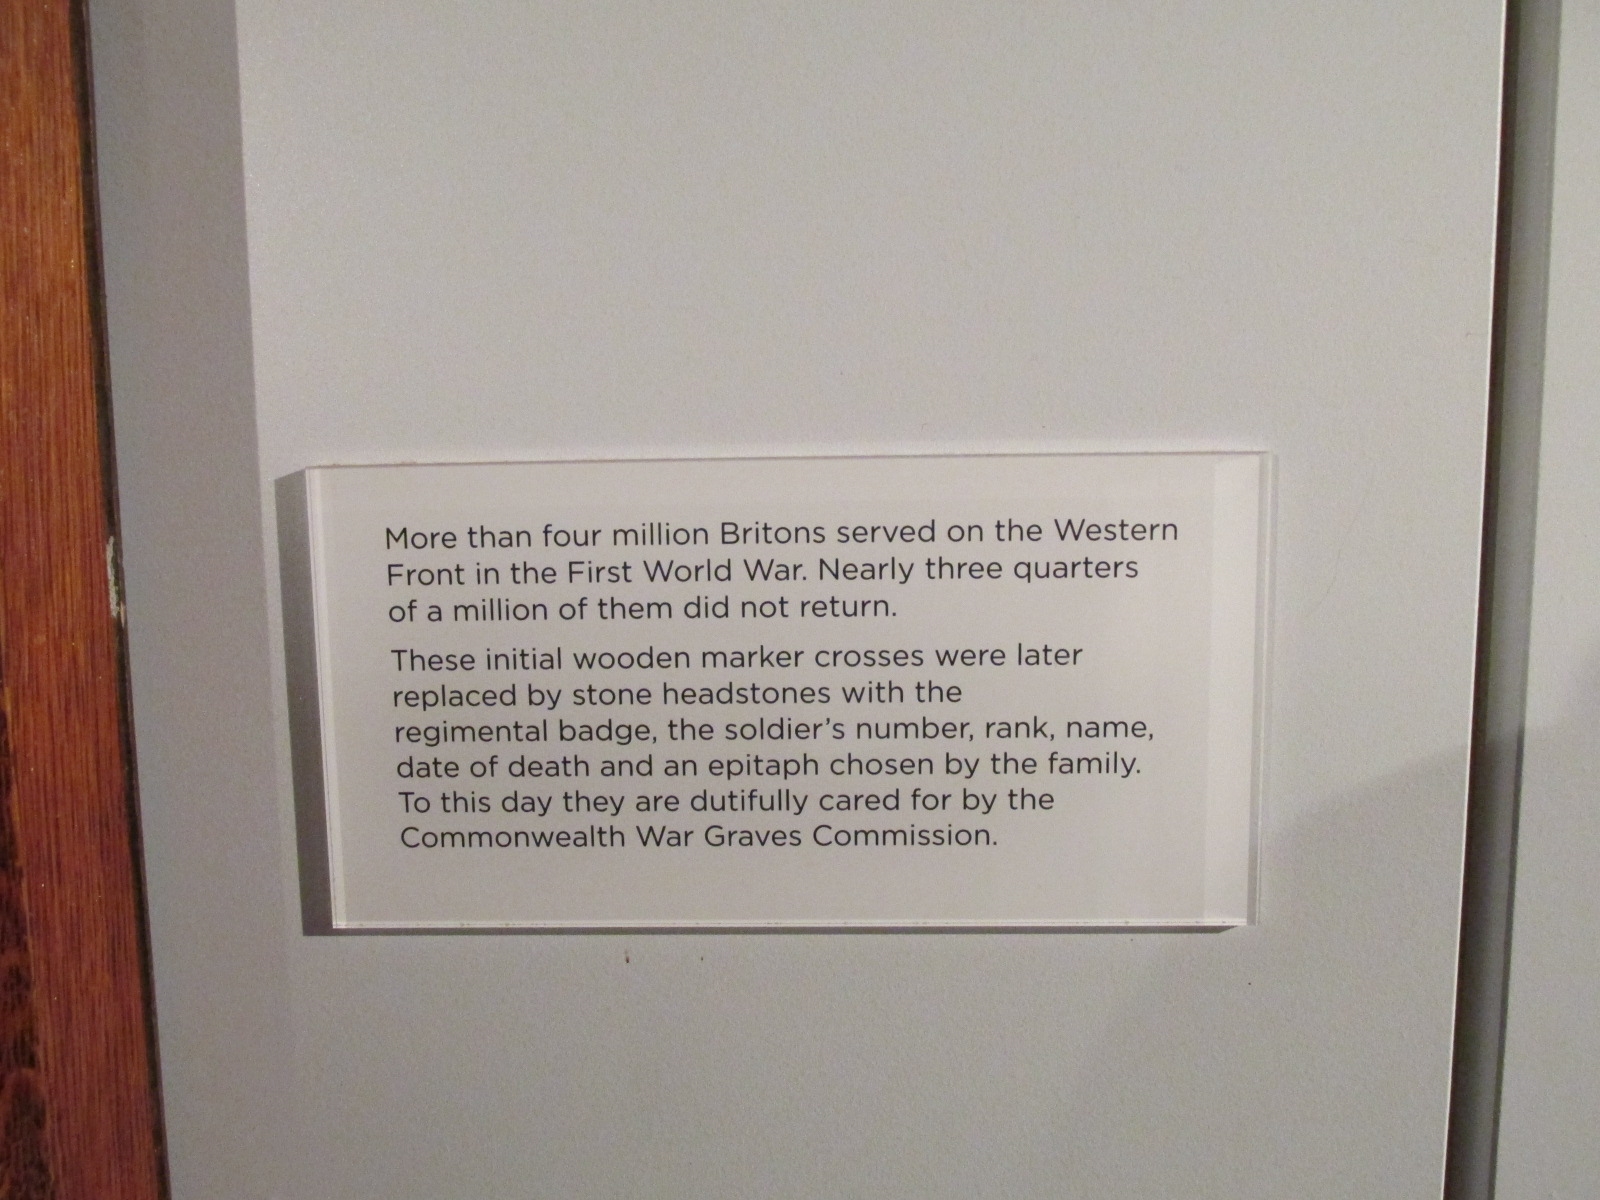 More than four million Britons served on the Western
Front in the First World War. Nearly three quarters
of a million of them did not return.
These initial wooden marker crosses were later
replaced by stone headstones with the
regimental badge, the soldier’s number, rank, name,
date of death and an epitaph chosen by the family.
To this day they are dutifully cared for by the
Commonwealth War Graves Commission.